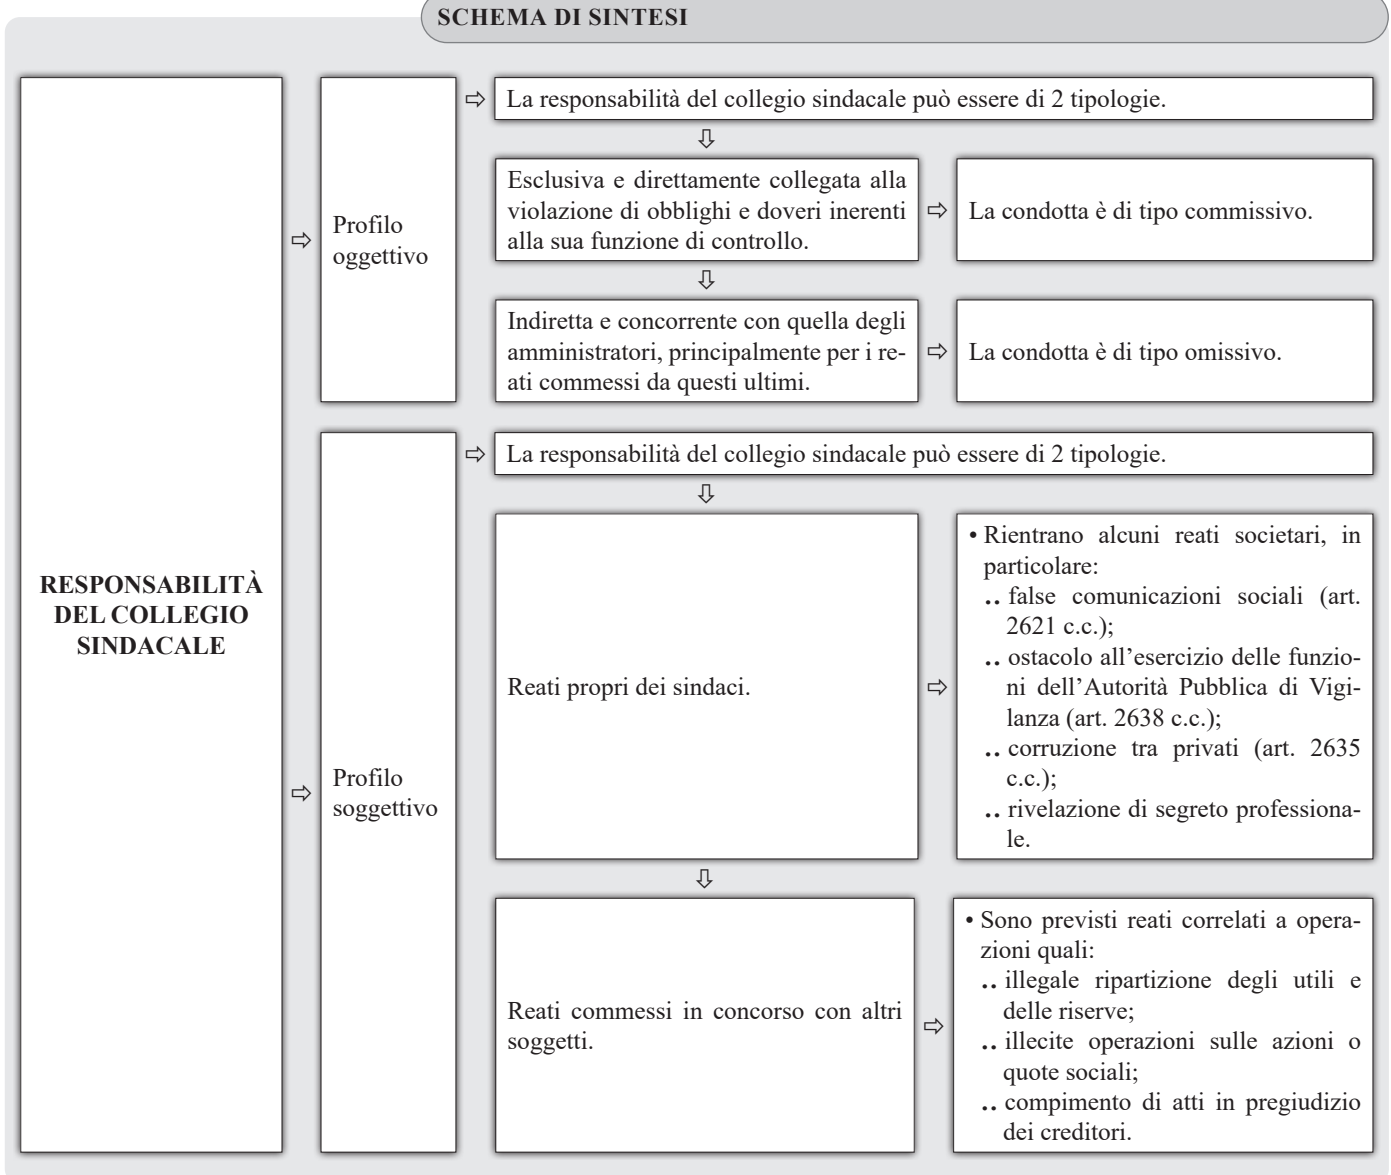 SCHEMA DI SINTESI
RESPONSABILITÀ
DEL COLLEGIO
SINDACALE
Profilo
oggettivo
La responsabilità del collegio sindacale può essere di 2 tipologie.
Esclusiva e direttamente collegata alla
violazione di obblighi e doveri inerenti
alla sua funzione di controllo.
La condotta è di tipo commissivo.
Indiretta e concorrente con quella degli
amministratori, principalmente per i re-
ati commessi da questi ultimi.
La condotta è di tipo omissivo.
Profilo
soggettivo
La responsabilità del collegio sindacale può essere di 2 tipologie.
Reati propri dei sindaci.
• Rientrano alcuni reati societari, in
particolare:
.. false comunicazioni sociali (art.
2621 c.c.);
.. ostacolo all’esercizio delle funzio-
ni dell’Autorità Pubblica di Vigi-
lanza (art. 2638 c.c.);
.. corruzione tra privati (art. 2635
c.c.);
.. rivelazione di segreto professiona-
le.
Reati commessi in concorso con altri
soggetti.
• Sono previsti reati correlati a opera-
zioni quali:
.. illegale ripartizione degli utili e
delle riserve;
.. illecite operazioni sulle azioni o
quote sociali;
.. compimento di atti in pregiudizio
dei creditori.